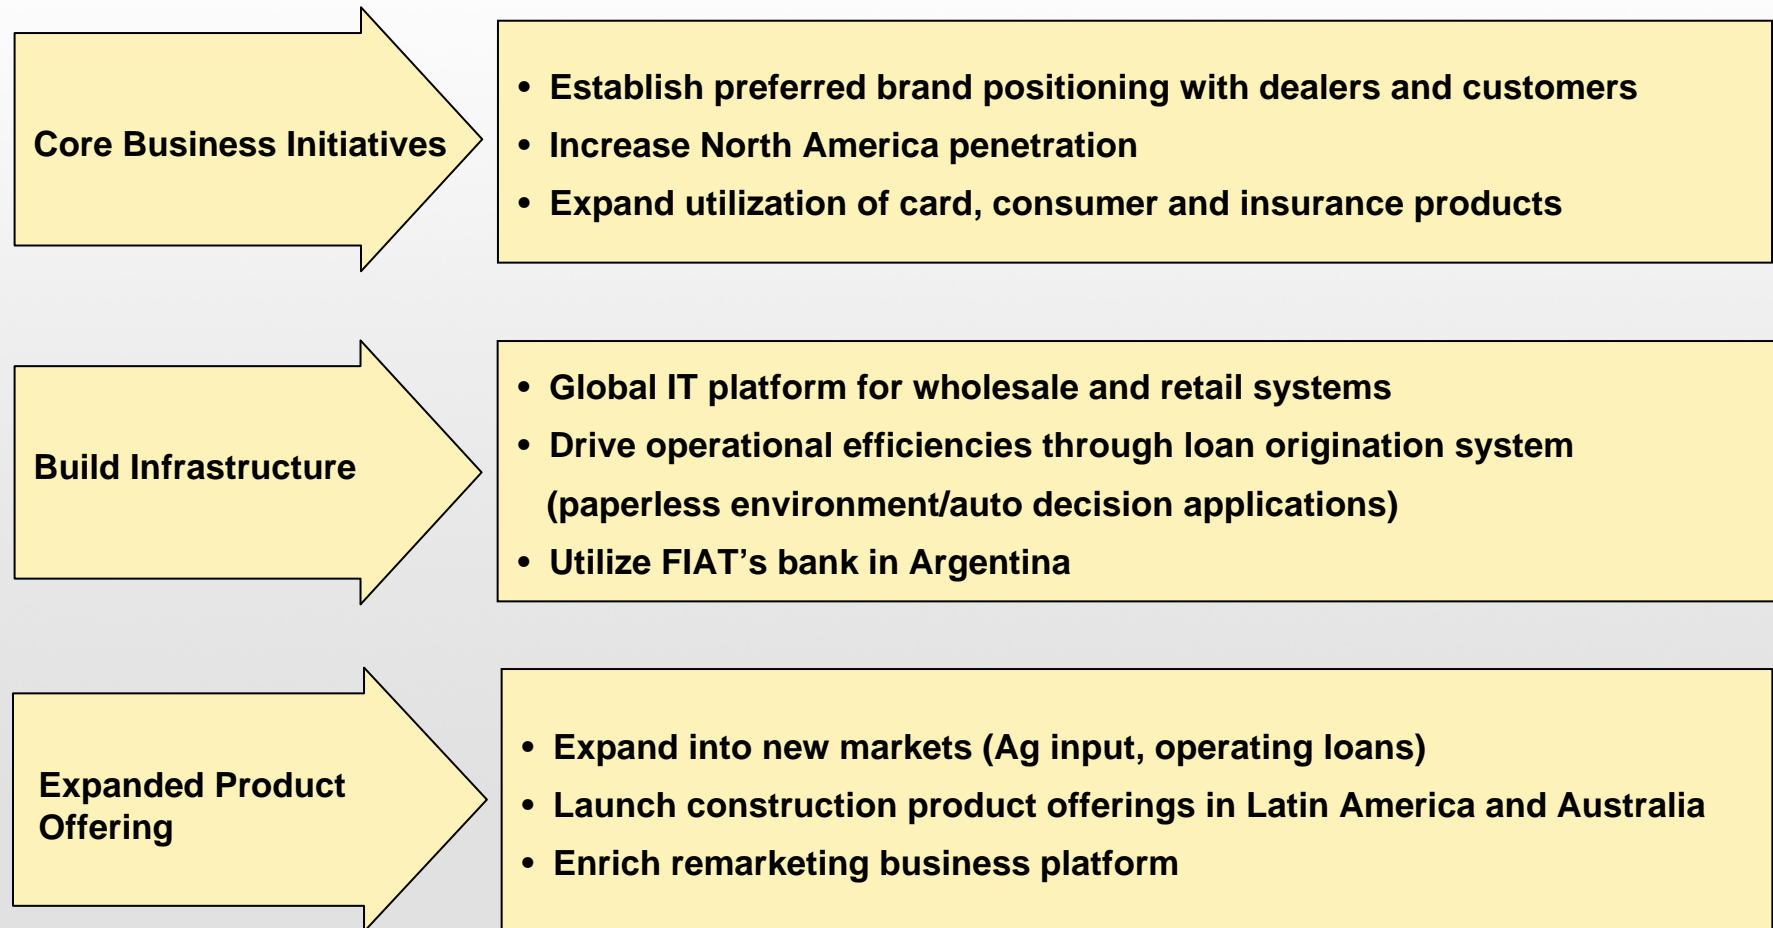 Core Business Initiatives
• Establish preferred brand positioning with dealers and customers
• Increase North America penetration
• Expand utilization of card, consumer and insurance products
Build Infrastructure
• Global IT platform for wholesale and retail systems
• Drive operational efficiencies through loan origination system
(paperless environment/auto decision applications)
• Utilize FIAT’s bank in Argentina
Expanded Product
Offering
• Expand into new markets (Ag input, operating loans)
• Launch construction product offerings in Latin America and Australia
• Enrich remarketing business platform